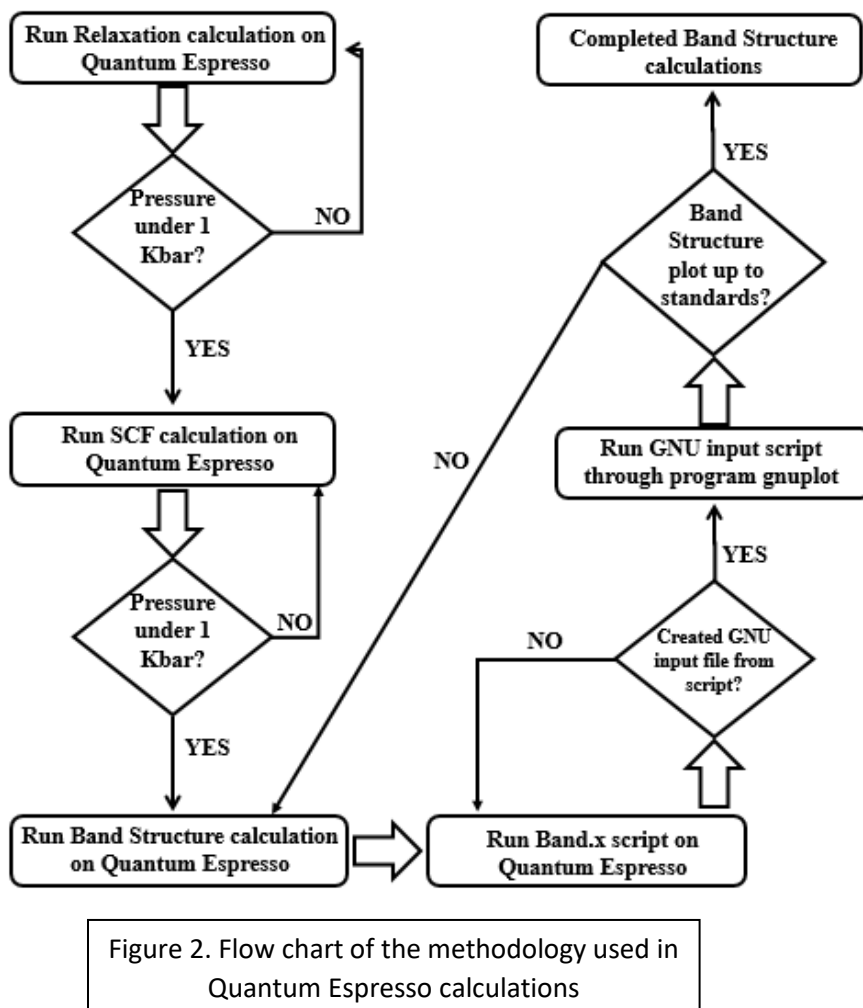 Run Relaxation calculation on
Quantum Espresso
Pressure
under 1
Kbar?
NO
YES
Run SCF calculation on
Quantum Espresso
Pressure
under 1
Kbar?
NO
YES
Run Band Structure calculation
on Quantum Espresso
Run Band.x script on
Quantum Espresso
Created GNU
input file from
script?
NO
YES
Run GNU input script
through program gnuplot
Band
Structure
plot up to
standards?
NO
YES
Completed Band Structure
calculations
Figure 2. Flow chart of the methodology used in
Quantum Espresso calculations